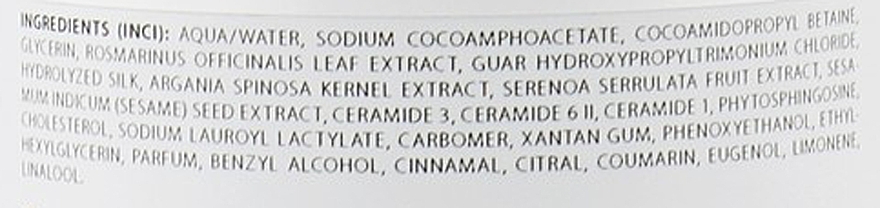 INGREDIENTS (INCI): AQUA/WATER, SODIUM COCOAMPHOACETATE, COCOAMIDOPROPYL BETAINE,
GLYCERIN, ROSMARINUS OFFICINALIS LEAF EXTRACT, GUAR HYDROXYPROPYLTRIMONIUM CHLORIDE,
HYDROLYZED SILK, ARGANIA SPINOSA KERNEL EXTRACT, SERENOA SERRULATA FRUIT EXTRACT, SESA-
MUM INDICUM (SESAME) SEED EXTRACT, CERAMIDE 3, CERAMIDE 6 II, CERAMIDE 1, PHYTOSPHINGOSINE,
CHOLESTEROL, SODIUM LAUROYL LACTYLATE, CARBOMER, XANTAN GUM, PHENOXYETHANOL, ETHYL-
HEXYLGLYCERIN, PARFUM, BENZYL ALCOHOL, CINNAMAL, CITRAL, COUMARIN, EUGENOL, LIMONENE,
LINALOOL.